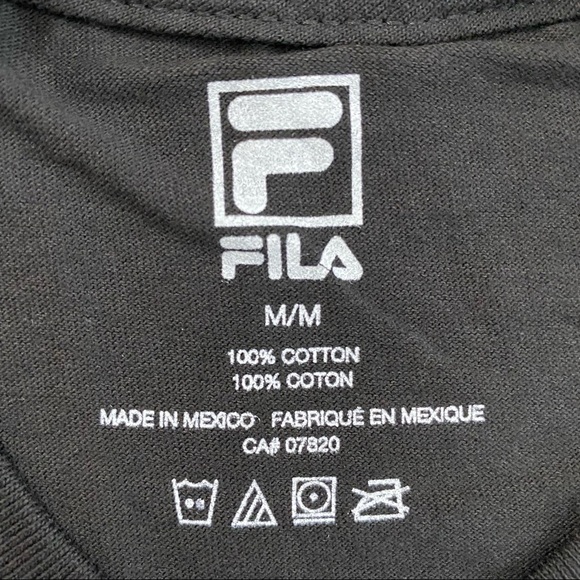 F
FILA
M/M
100% COTTON
100% COTON
MADE IN MEXICO FABRIQUÉ EN MEXIQUE
CA# 07820